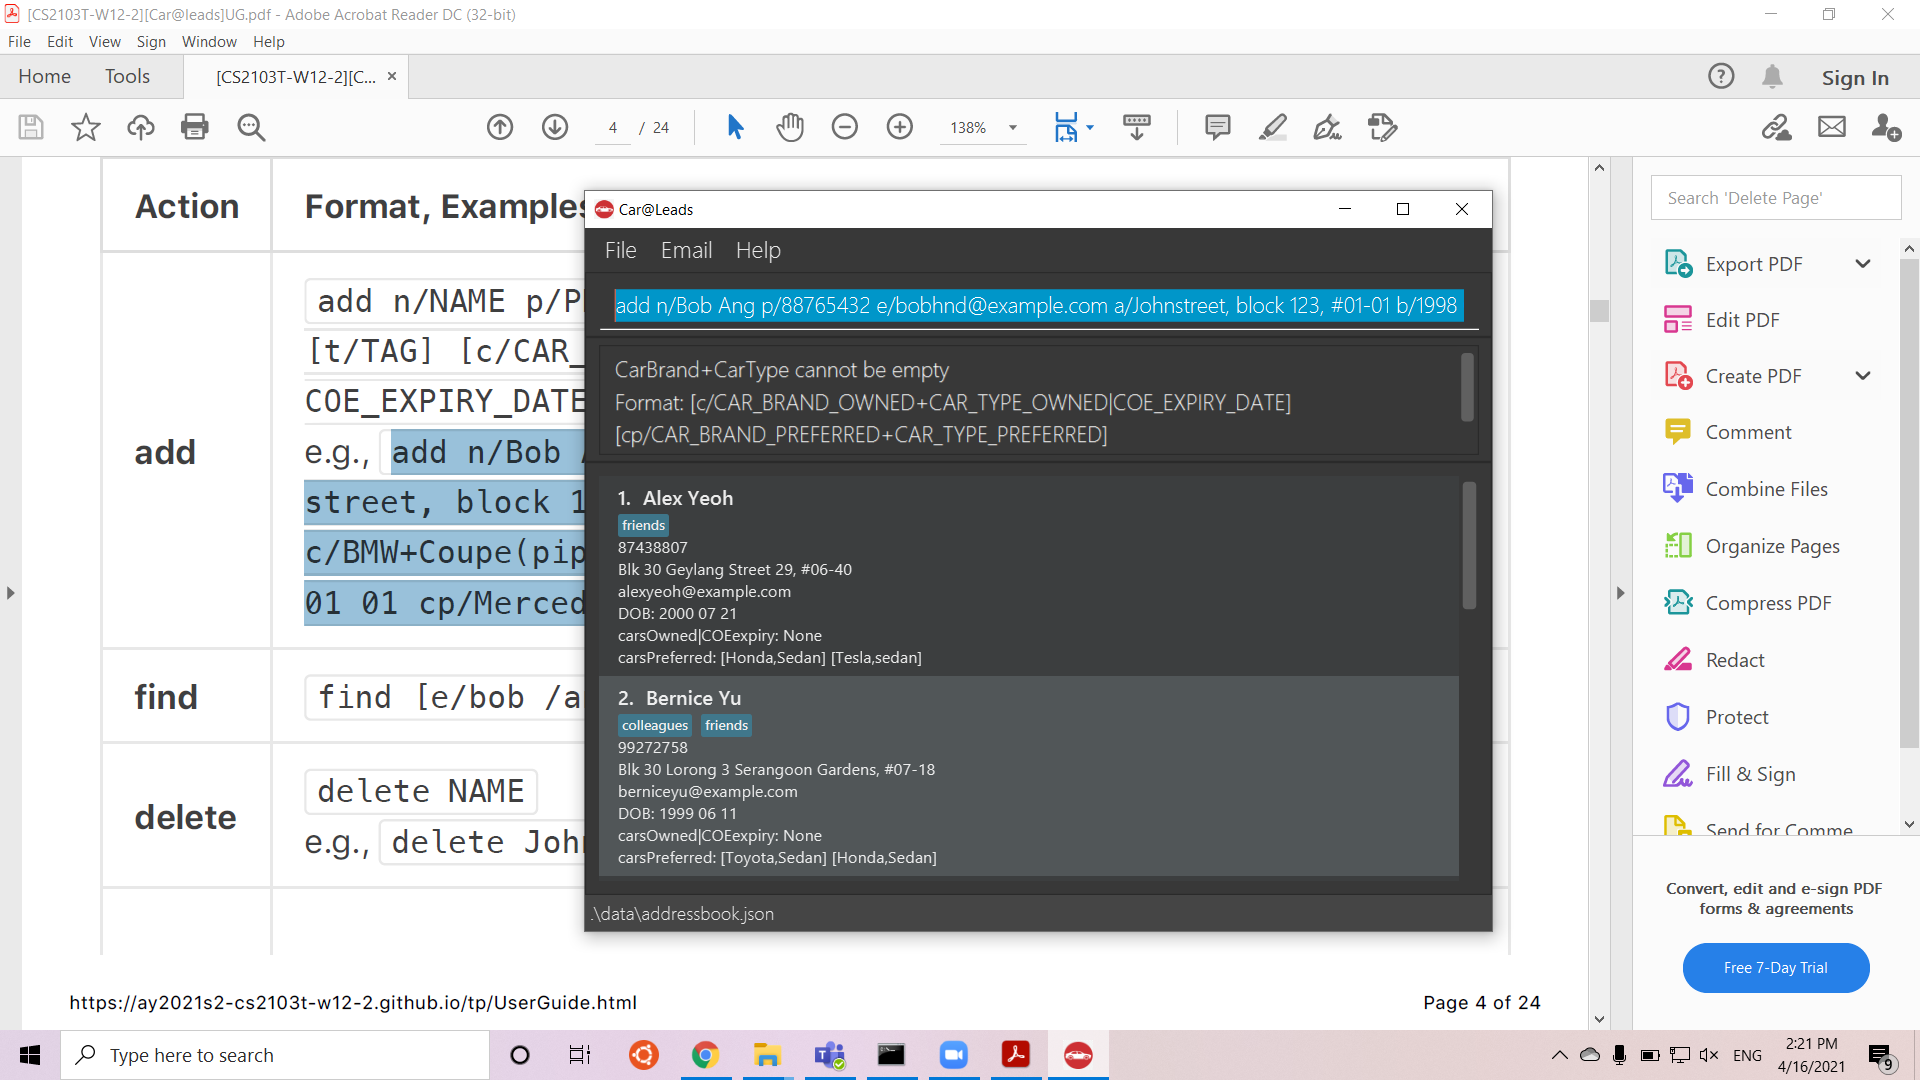 [CS2103T-W12-2][Car@leads]UG.pdf - Adobe Acrobat Reader DC (32-bit)
File Edit View Sign Window Help
Home Tools [CS2103T-W12-2][C... × Sign In
4 / 24 138%
Action Format, Examples
add
add n/NAME p/P
[t/TAG] [c/CAR_
COE_EXPIRY_DATE
e.g., add n/Bob
street, block 1
c/BMW+Coupe(pip
01 01 cp/Merced
find
find [e/bob /a
delete
delete NAME
e.g., delete Joh
https://ay2021s2-cs2103t-w12-2.github.io/tp/UserGuide.html
Page 4 of 24
Car@Leads
File Email Help
add n/Bob Ang p/88765432 e/bobhnd@example.com a/Johnstreet, block 123, #01-01 b/1998
CarBrand+CarType cannot be empty
Format: [c/CAR_BRAND_OWNED+CAR_TYPE_OWNED|COE_EXPIRY_DATE]
[cp/CAR_BRAND_PREFERRED+CAR_TYPE_PREFERRED]
1. Alex Yeoh
friends
87438807
Blk 30 Geylang Street 29, #06-40
alexyeoh@example.com
DOB: 2000 07 21
carsOwned|COEexpiry: None
carsPreferred: [Honda,Sedan] [Tesla,sedan]
2. Bernice Yu
colleagues friends
99272758
Blk 30 Lorong 3 Serangoon Gardens, #07-18
berniceyu@example.com
DOB: 1999 06 11
carsOwned|COEexpiry: None
carsPreferred: [Toyota,Sedan] [Honda,Sedan]
.\data\addressbook.json
Search 'Delete Page'
Export PDF
Edit PDF
Create PDF
Comment
Combine Files
Organize Pages
Compress PDF
Redact
Protect
Fill & Sign
Send for Comme
Convert, edit and e-sign PDF
forms & agreements
Free 7-Day Trial
Type here to search
ENG
2:21 PM
4/16/2021
9